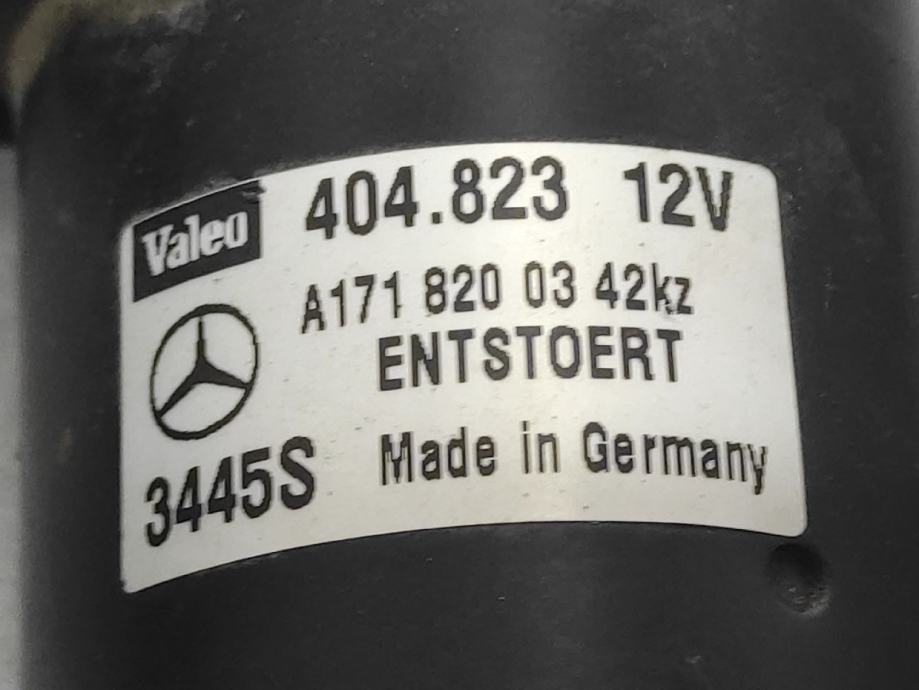 Valeo 404.823 12V
A171 820 03 42kz
ENTSTOERT
3445S Made in Germany